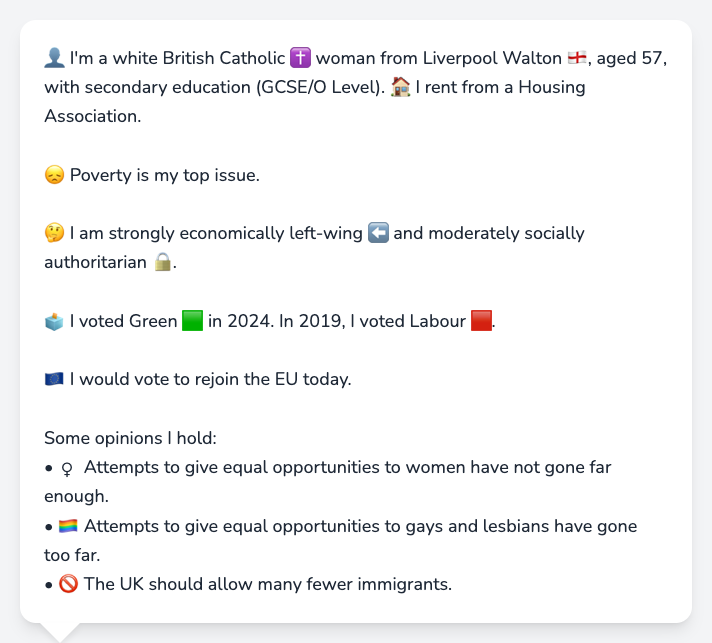 👤 I'm a white British Catholic ✝️ woman from Liverpool Walton 🏴󠁧󠁢󠁥󠁮󠁧󠁿, aged 57,
with secondary education (GCSE/O Level). 🏠 I rent from a Housing
Association.
😞 Poverty is my top issue.
🤔 I am strongly economically left-wing ⬅️ and moderately socially
authoritarian 🔒.
🗳️ I voted Green 🟩 in 2024. In 2019, I voted Labour 🟥.
🇪🇺 I would vote to rejoin the EU today.
Some opinions I hold:
• ♀ Attempts to give equal opportunities to women have not gone far
enough.
• 🏳️‍🌈 Attempts to give equal opportunities to gays and lesbians have gone
too far.
• 🚫 The UK should allow many fewer immigrants.